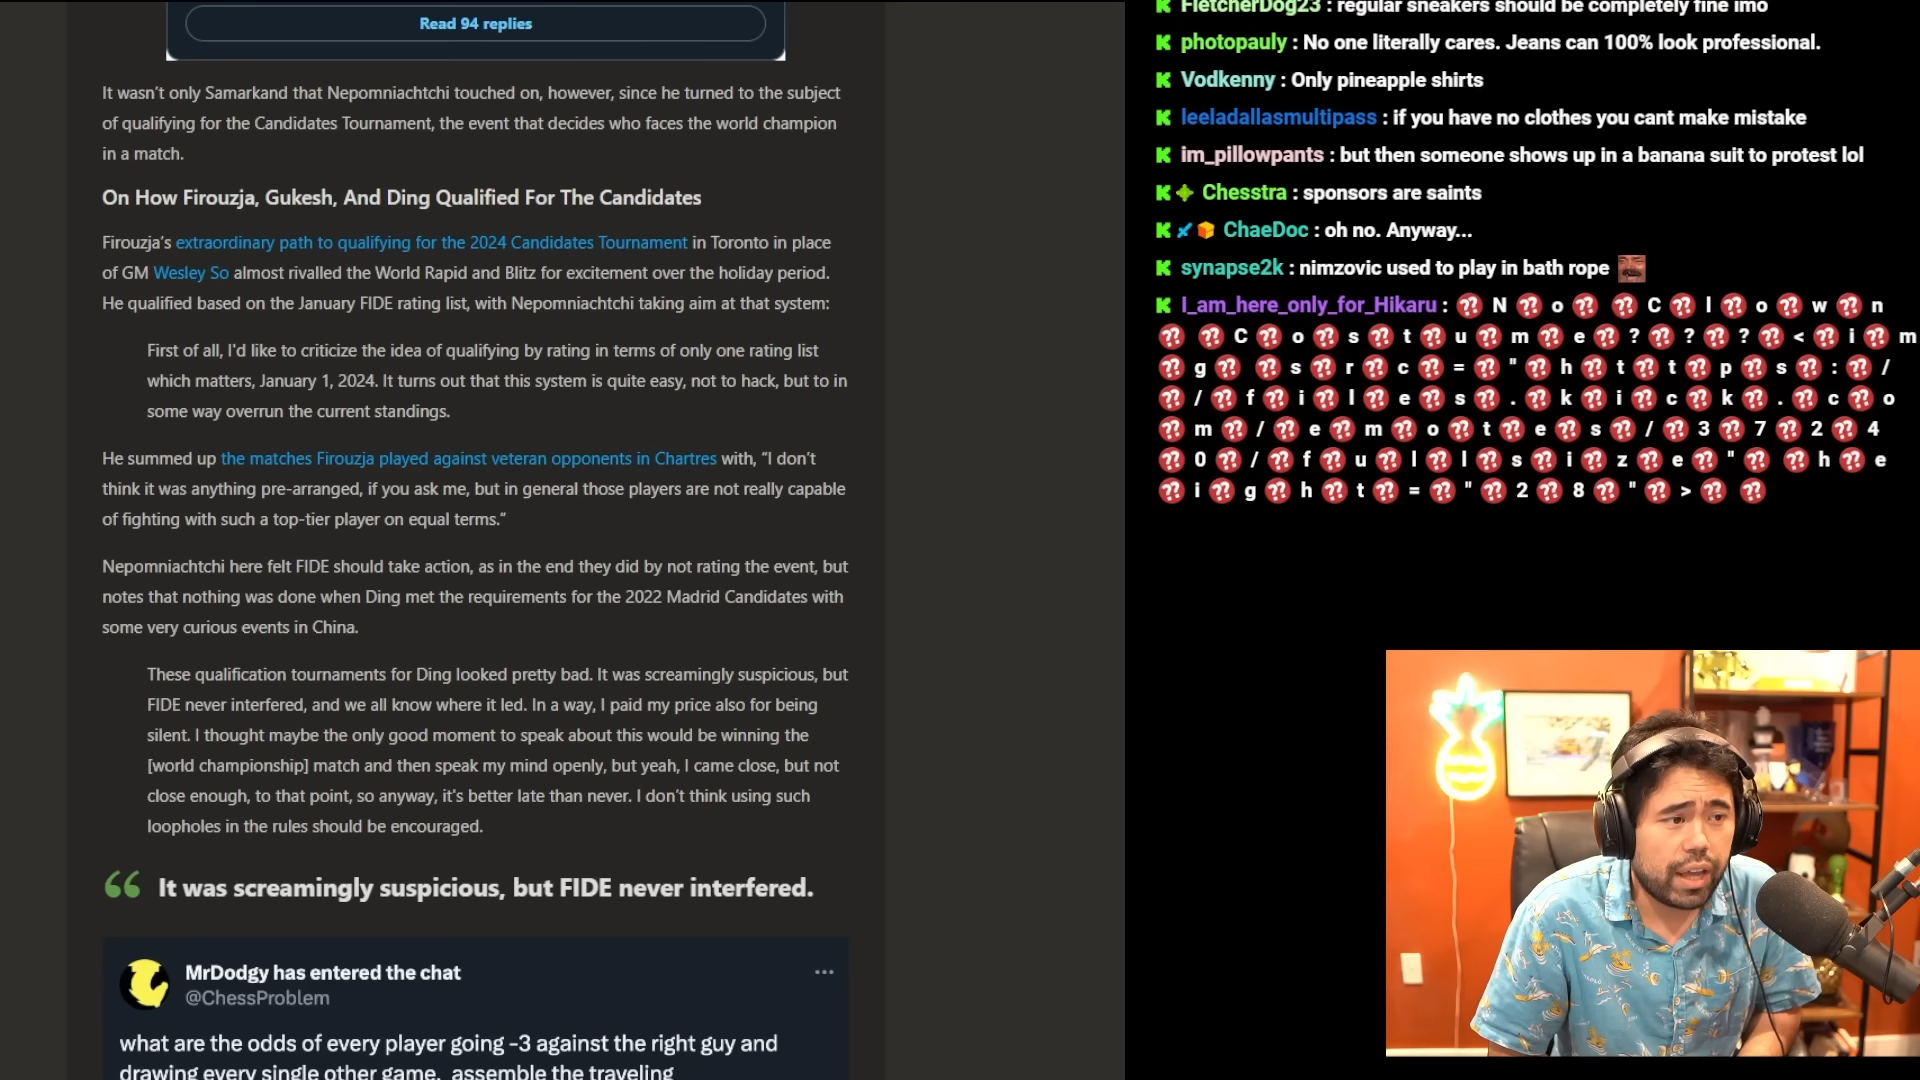 Read 94 replies
It wasn't only Samarkand that Nepomniachtchi touched on, however, since he turned to the subject
of qualifying for the Candidates Tournament, the event that decides who faces the world champion
in a match.
On How Firouzja, Gukesh, And Ding Qualified For The Candidates
Firouzja's extraordinary path to qualifying for the 2024 Candidates Tournament in Toronto in place
of GM Wesley So almost rivalled the World Rapid and Blitz for excitement over the holiday period.
He qualified based on the January FIDE rating list, with Nepomniachtchi taking aim at that system:
First of all, I'd like to criticize the idea of qualifying by rating in terms of only one rating list
which matters, January 1, 2024. It turns out that this system is quite easy, not to hack, but to in
some way overrun the current standings.
He summed up the matches Firouzja played against veteran opponents in Chartres with, “I don't
think it was anything pre-arranged, if you ask me, but in general those players are not really capable
of fighting with such a top-tier player on equal terms.“
Nepomniachtchi here felt FIDE should take action, as in the end they did by not rating the event, but
notes that nothing was done when Ding met the requirements for the 2022 Madrid Candidates with
some very curious events in China.
These qualification tournaments for Ding looked pretty bad. It was screamingly suspicious, but
FIDE never interfered, and we all know where it led. In a way, I paid my price also for being
silent. I thought maybe the only good moment to speak about this would be winning the
[world championship] match and then speak my mind openly, but yeah, I came close, but not
close enough, to that point, so anyway, it's better late than never. I don't think using such
loopholes in the rules should be encouraged.
“ It was screamingly suspicious, but FIDE never interfered.
MrDodgy has entered the chat
@ChessProblem
what are the odds of every player going -3 against the right guy and
drawing every single other game, assemble the traveling
FletcherDog23 : regular sneakers should be completely fine imo
photopauly : No one literally cares. Jeans can 100% look professional.
Vodkenny : Only pineapple shirts
leeladallasmultipass : if you have no clothes you cant make mistake
im_pillowpants : but then someone shows up in a banana suit to protest lol
Chesstra : sponsors are saints
ChaeDoc : oh no. Anyway...
synapse2k : nimzovic used to play in bath rope
I_am_here_only_for_Hikaru : ?? N ?? o ?? ?? C ?? l ?? o ?? w ?? n
?? ?? C ?? o ?? s ?? t ?? u ?? m ?? e ?? ? ?? ? ?? ? ?? < ?? i ?? m
?? g ?? ?? s ?? r ?? c ?? = ?? " ?? h ?? t ?? t ?? p ?? s ?? : ?? /
?? / ?? f ?? i ?? l ?? e ?? s ?? . ?? k ?? i ?? c ?? k ?? . ?? c ?? o
?? m ?? / ?? e ?? m ?? o ?? t ?? e ?? s ?? / ?? 3 ?? 7 ?? 2 ?? 4
?? 0 ?? / ?? f ?? u ?? l ?? l ?? s ?? i ?? z ?? e ?? " ?? ?? h ?? e
?? i ?? g ?? h ?? t ?? = ?? " ?? 2 ?? 8 ?? " ?? > ?? ??